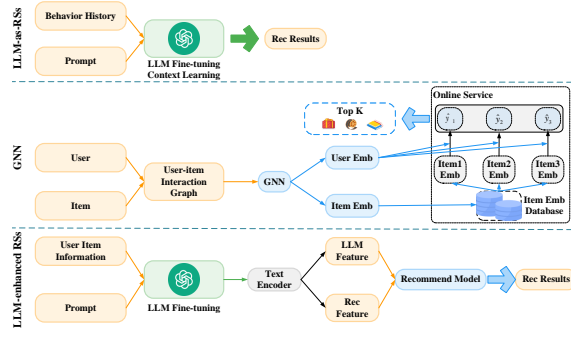 LLM-as-RSs
Behavior History
Prompt
LLM Fine-tuning
Context Learning
Rec Results
GNN
User
Item
User-item
Interaction
Graph
GNN
User Emb
Item Emb
Top K
Online Service
ŷ 1
ŷ2
ŷ3
Item1
Emb
Item2
Emb
Item3
Emb
Item Emb
Database
LLM-enhanced RSs
User Item
Information
Prompt
LLM Fine-tuning
Text
Encoder
LLM
Feature
Rec
Feature
Recommend Model
Rec Results